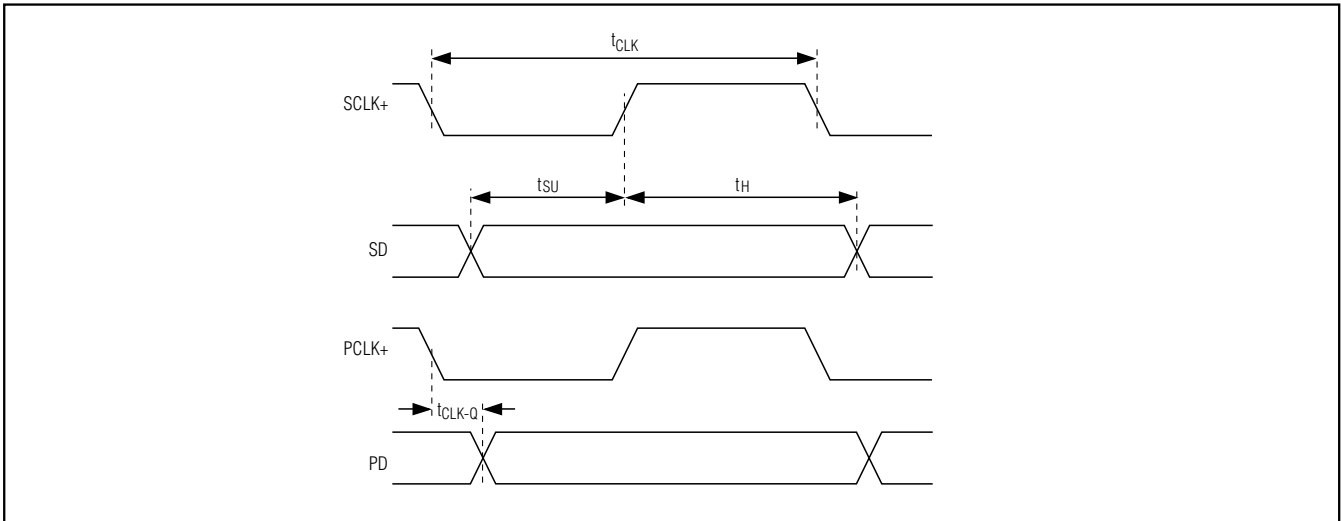 tCLK
SCLK+
tSU
tH
SD
PCLK+
tCLK-Q
PD